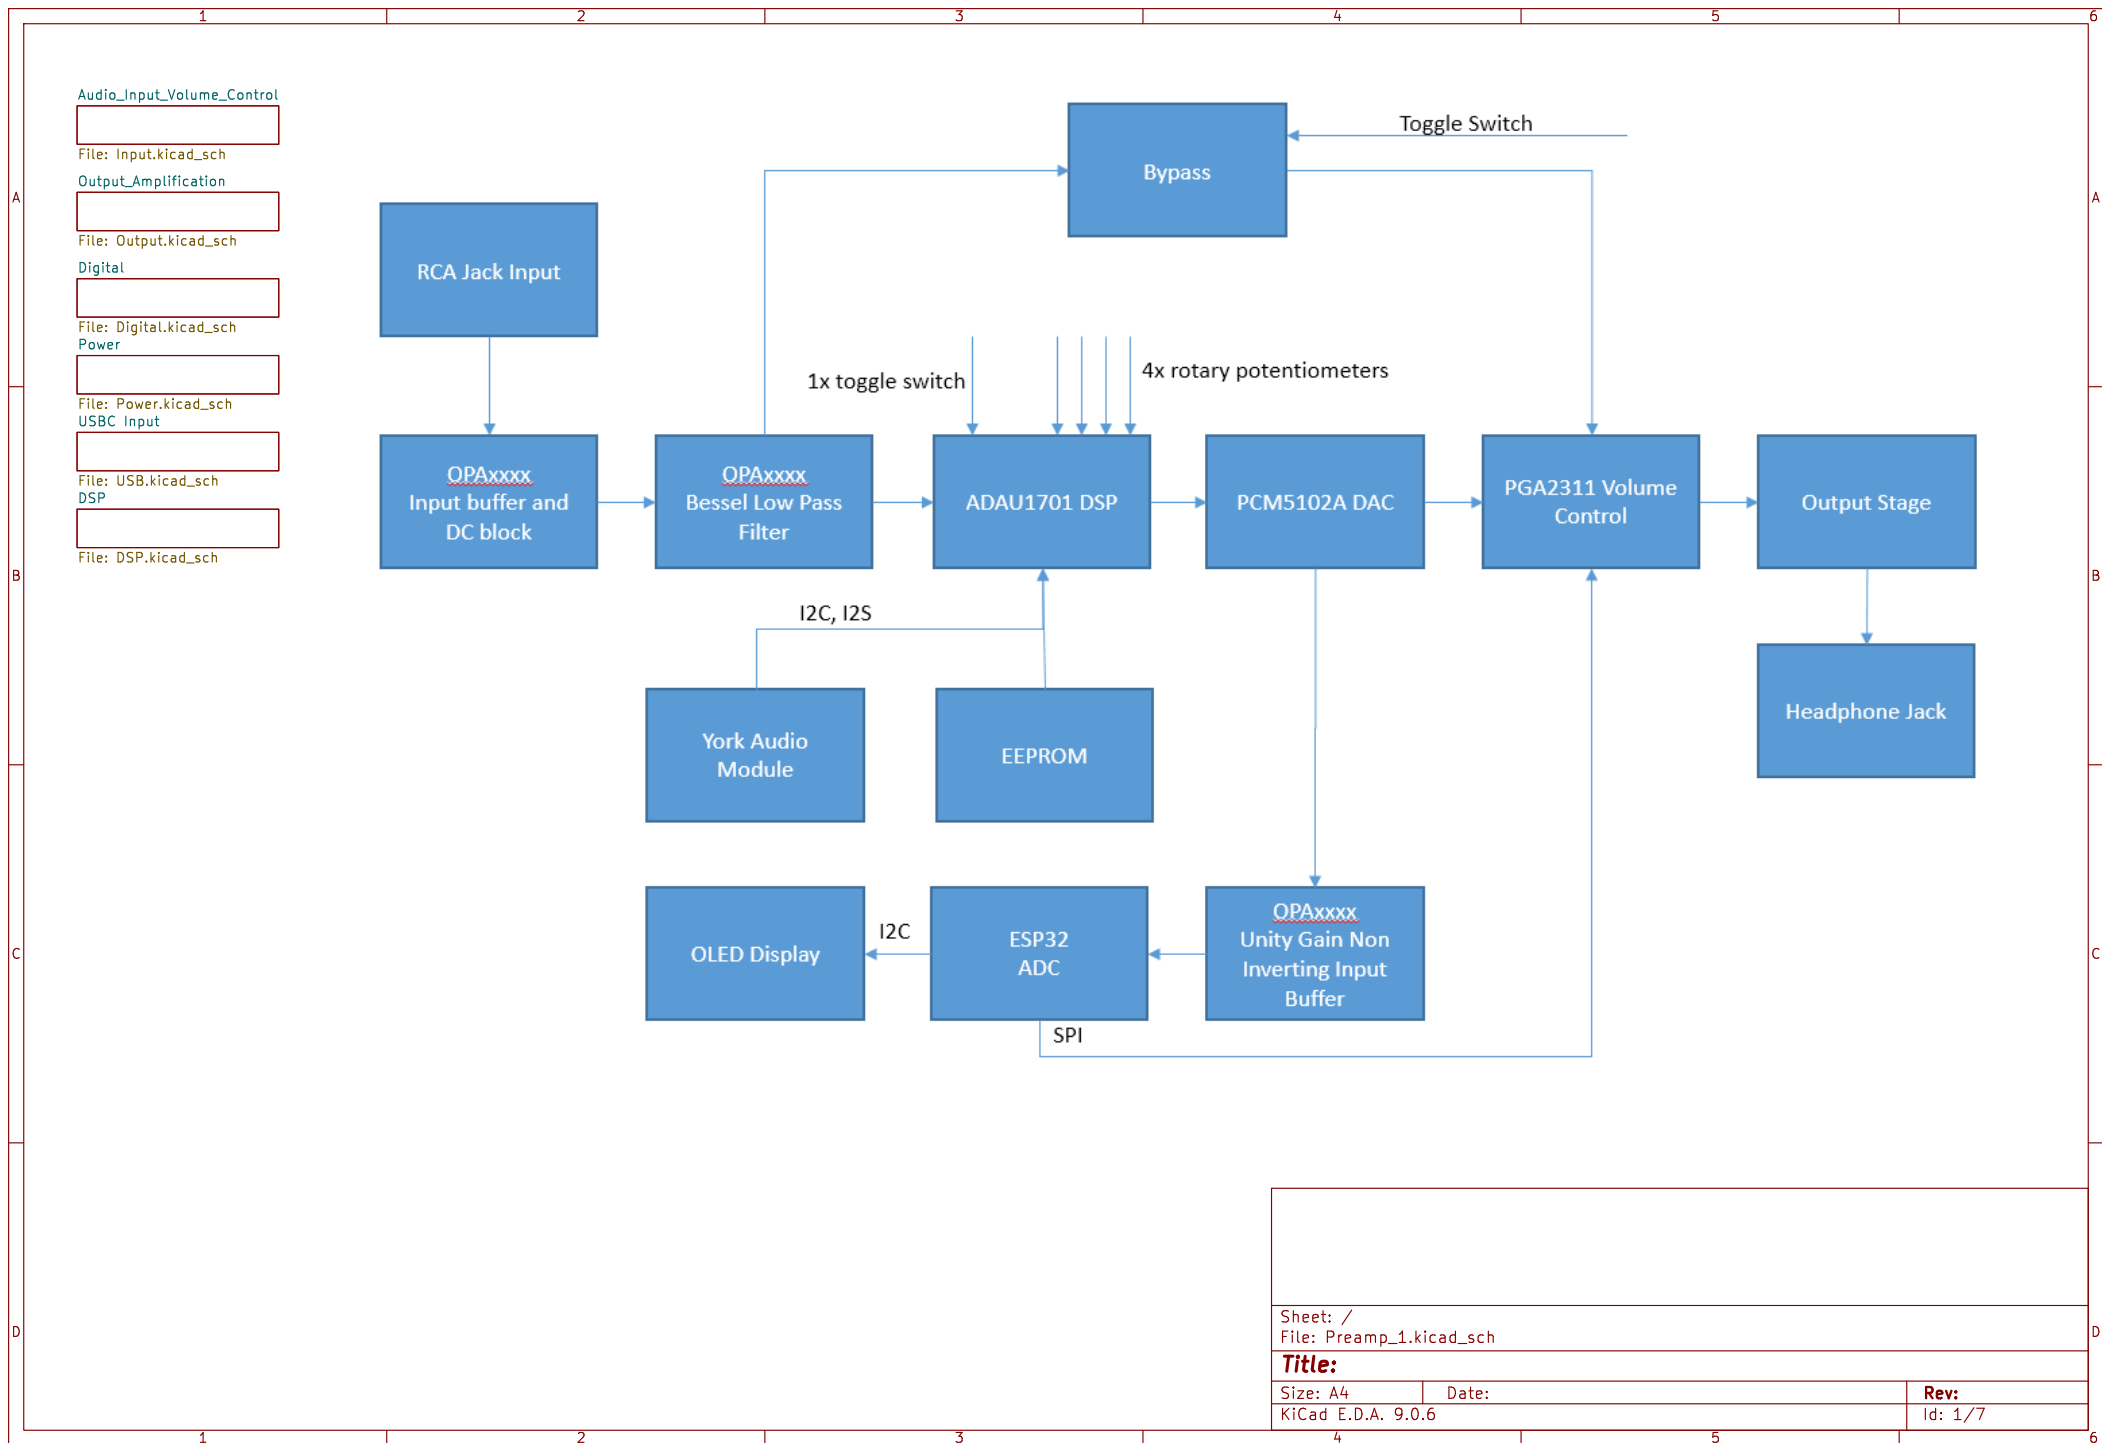 1 2 3 4 5 6
Audio_Input_Volume_Control
File: Input.kicad_sch
Output_Amplification
File: Output.kicad_sch
Digital
File: Digital.kicad_sch
Power
File: Power.kicad_sch
USBC Input
File: USB.kicad_sch
DSP
File: DSP.kicad_sch
A
A
B
B
C
C
D
D
Toggle Switch
Bypass
RCA Jack Input
1x toggle switch
4x rotary potentiometers
OPAxxxx
Input buffer and
DC block
OPAxxxx
Bessel Low Pass
Filter
ADAU1701 DSP
PCM5102A DAC
PGA2311 Volume
Control
Output Stage
I2C, I2S
York Audio
Module
EEPROM
Headphone Jack
OLED Display
I2C
ESP32
ADC
OPAxxxx
Unity Gain Non
Inverting Input
Buffer
SPI
Sheet: /
File: Preamp_1.kicad_sch
Title:
Size: A4
Date:
Rev:
KiCad E.D.A. 9.0.6
Id: 1/7
1 2 3 4 5 6